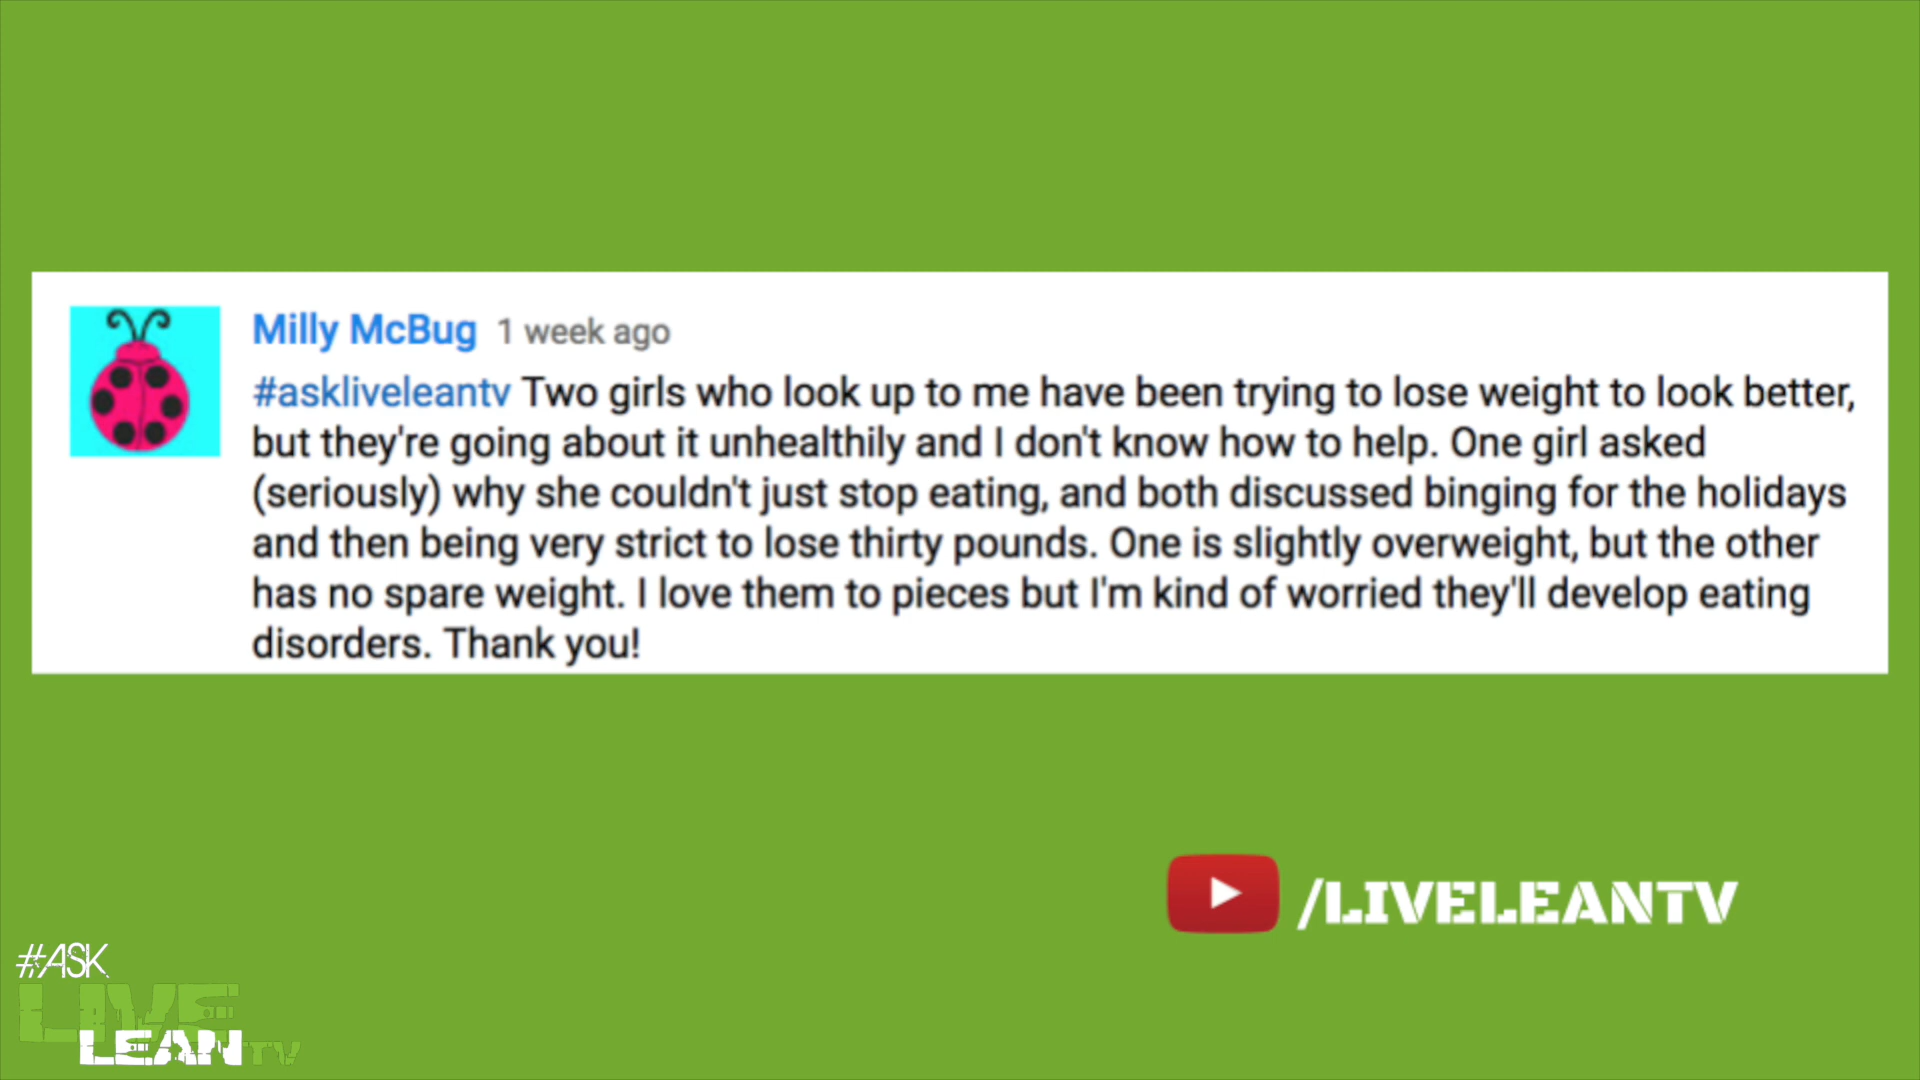 Milly McBug 1 week ago
#askliveleantv Two girls who look up to me have been trying to lose weight to look better,
but they're going about it unhealthily and I don't know how to help. One girl asked
(seriously) why she couldn't just stop eating, and both discussed binging for the holidays
and then being very strict to lose thirty pounds. One is slightly overweight, but the other
has no spare weight. I love them to pieces but I'm kind of worried they'll develop eating
disorders. Thank you!
/LIVELEANTV
#ASK
LIVE
LEAN TV